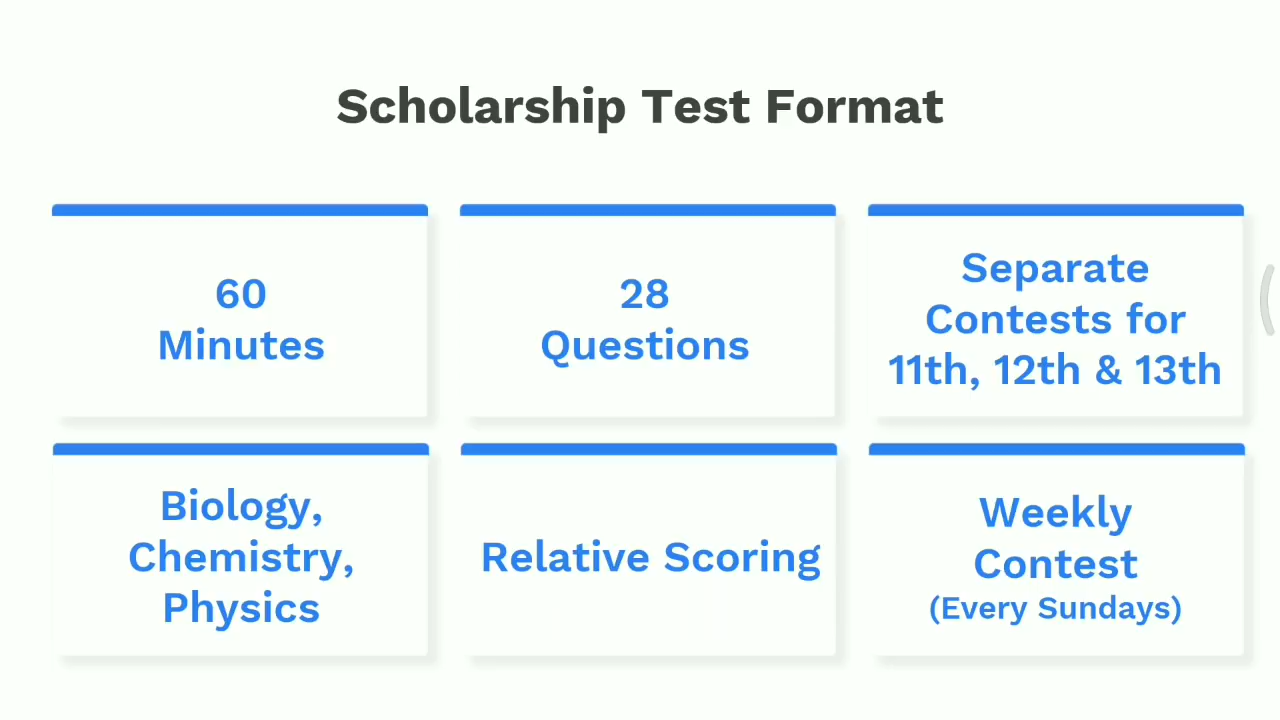 Scholarship Test Format
60
Minutes
28
Questions
Separate
Contests for
11th, 12th & 13th
Biology,
Chemistry,
Physics
Relative Scoring
Weekly
Contest
(Every Sundays)